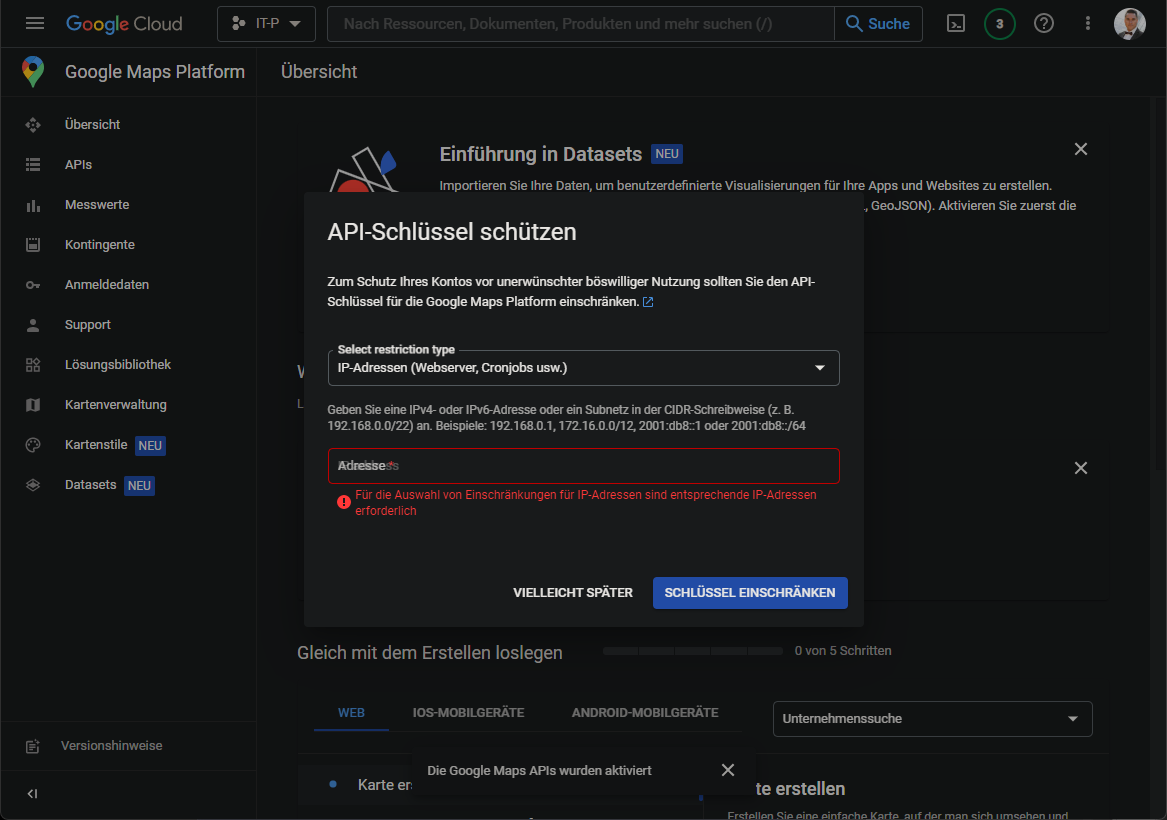 Google Cloud
IT-P
Nach Ressourcen, Dokumenten, Produkten und mehr suchen (/)
Suche
3
Google Maps Platform
Übersicht
Übersicht
APIs
Messwerte
Kontingente
Anmeldedaten
Support
Lösungsbibliothek
Kartenverwaltung
Kartenstile NEU
Datasets NEU
Versionshinweise
Einführung in Datasets NEU
Importieren Sie Ihre Daten, um benutzerdefinierte Visualisierungen für Ihre Apps und Websites zu erstellen.
., GeoJSON). Aktivieren Sie zuerst die
API-Schlüssel schützen
Zum Schutz Ihres Kontos vor unerwünschter böswilliger Nutzung sollten Sie den API-
Schlüssel für die Google Maps Platform einschränken.
Select restriction type
IP-Adressen (Webserver, Cronjobs usw.)
Geben Sie eine IPv4- oder IPv6-Adresse oder ein Subnetz in der CIDR-Schreibweise (z. B.
192.168.0.0/22) an. Beispiele: 192.168.0.1, 172.16.0.0/12, 2001:db8::1 oder 2001:db8::/64
Adresse
Für die Auswahl von Einschränkungen für IP-Adressen sind entsprechende IP-Adressen
erforderlich
VIELLEICHT SPÄTER
SCHLÜSSEL EINSCHRÄNKEN
Gleich mit dem Erstellen loslegen
0 von 5 Schritten
WEB
IOS-MOBILGERÄTE
ANDROID-MOBILGERÄTE
Unternehmenssuche
Karte er
Die Google Maps APIs wurden aktiviert
te erstellen
Erstellen Sie eine einfache Karte, auf der man sich umsehen und